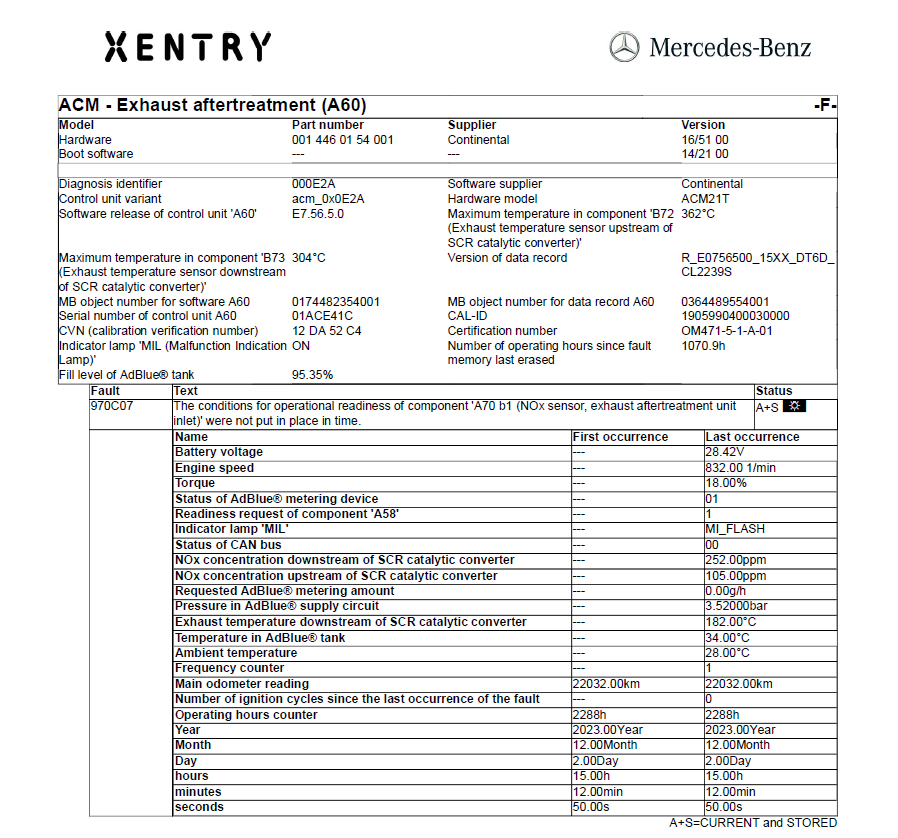 XENTRY
Mercedes-Benz
ACM - Exhaust aftertreatment (A60) -F-
Model Part number Supplier Version
Hardware 001 446 01 54 001 Continental 16/51 00
Boot software --- --- 14/21 00
Diagnosis identifier 000E2A Software supplier Continental
Control unit variant acm_0x0E2A Hardware model ACM21T
Software release of control unit 'A60' E7.56.5.0 Maximum temperature in component 'B72 362°C
(Exhaust temperature sensor upstream of
SCR catalytic converter)'
Maximum temperature in component 'B73 304°C Version of data record R_E0756500_15XX_DT6D_
(Exhaust temperature sensor downstream CL2239S
of SCR catalytic converter)'
MB object number for software A60 0174482354001 MB object number for data record A60 0364489554001
Serial number of control unit A60 01ACE41C CAL-ID 1905990400030000
CVN (calibration verification number) 12 DA 52 C4 Certification number OM471-5-1-A-01
Indicator lamp 'MIL (Malfunction Indication ON Number of operating hours since fault 1070.9h
Lamp)' memory last erased
Fill level of AdBlue® tank 95.35%
Fault Text Status
970C07 The conditions for operational readiness of component 'A70 b1 (NOx sensor, exhaust aftertreatment unit A+S
inlet)' were not put in place in time.
Name First occurrence Last occurrence
Battery voltage --- 28.42V
Engine speed --- 832.00 1/min
Torque --- 18.00%
Status of AdBlue® metering device --- 01
Readiness request of component 'A58' --- 1
Indicator lamp 'MIL' --- MI_FLASH
Status of CAN bus --- 00
NOx concentration downstream of SCR catalytic converter --- 252.00ppm
NOx concentration upstream of SCR catalytic converter --- 105.00ppm
Requested AdBlue® metering amount --- 0.00g/h
Pressure in AdBlue® supply circuit --- 3.52000bar
Exhaust temperature downstream of SCR catalytic converter --- 182.00°C
Temperature in AdBlue® tank --- 34.00°C
Ambient temperature --- 28.00°C
Frequency counter --- 1
Main odometer reading 22032.00km 22032.00km
Number of ignition cycles since the last occurrence of the fault --- 0
Operating hours counter 2288h 2288h
Year 2023.00Year 2023.00Year
Month 12.00Month 12.00Month
Day 2.00Day 2.00Day
hours 15.00h 15.00h
minutes 12.00min 12.00min
seconds 50.00s 50.00s
A+S=CURRENT and STORED